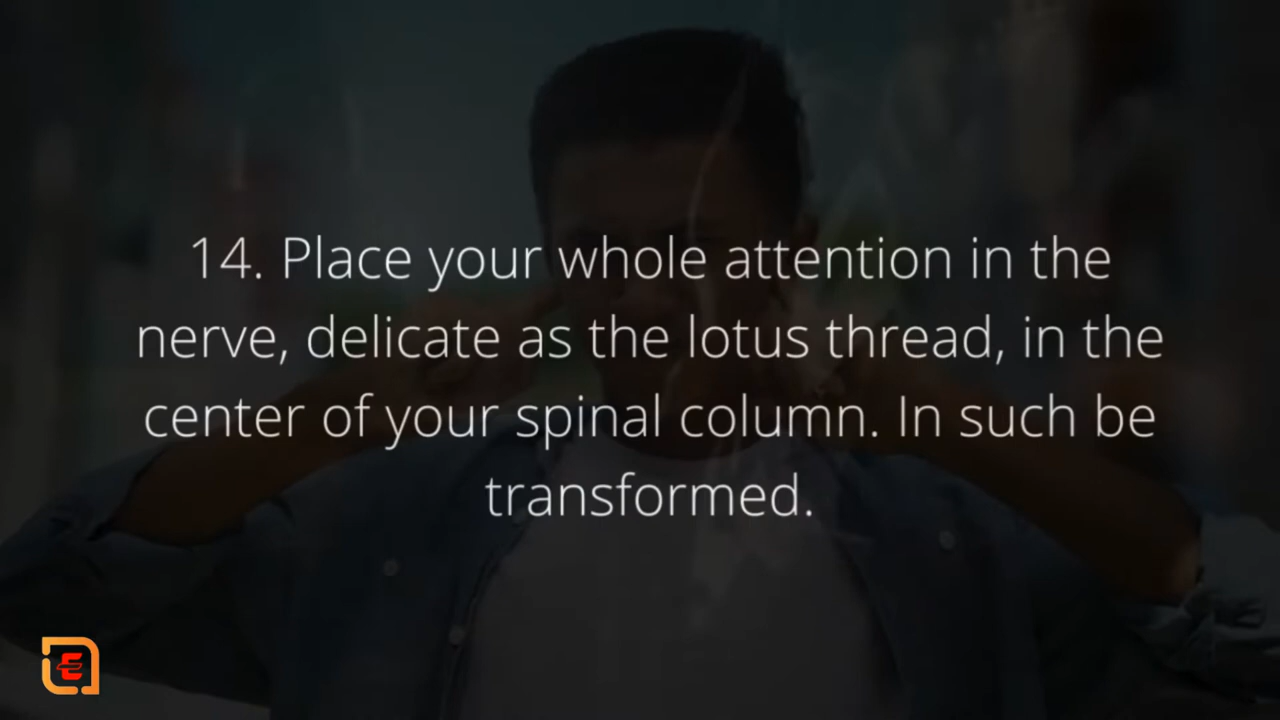 14. Place your whole attention in the
nerve, delicate as the lotus thread, in the
center of your spinal column. In such be
transformed.
E